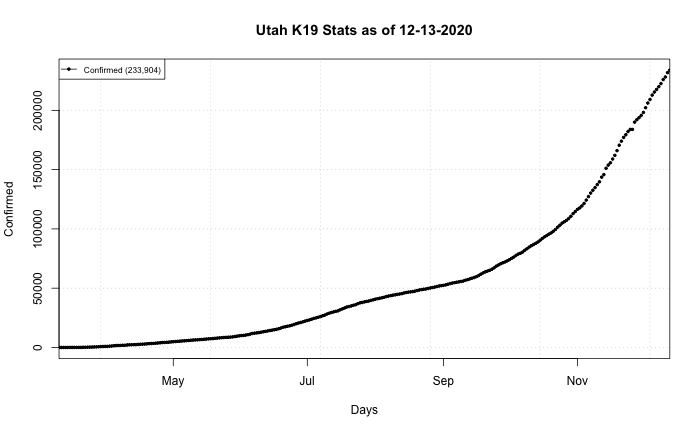 Utah K19 Stats as of 12-13-2020
Confirmed (233,904)
Confirmed
200000
150000
100000
50000
0
May Jul Sep Nov
Days